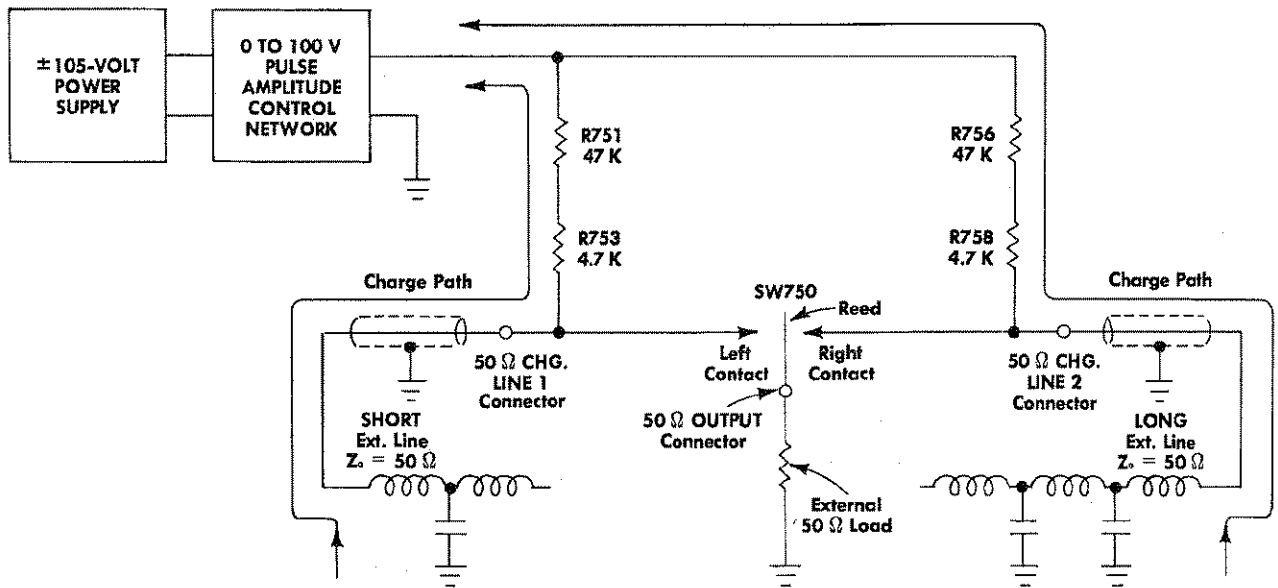 ±105-VOLT
POWER
SUPPLY
0 TO 100 V
PULSE
AMPLITUDE
CONTROL
NETWORK
R751
47 K
R756
47 K
R753
4.7 K
R758
4.7 K
Charge Path
SW750
Reed
Charge Path
Left
Contact
Right
Contact
50 Ω CHG.
LINE 1
Connector
50 Ω CHG.
LINE 2
Connector
50 Ω OUTPUT
Connector
SHORT
Ext. Line
Zₒ = 50 Ω
LONG
Ext. Line
Zₒ = 50 Ω
External
50 Ω Load